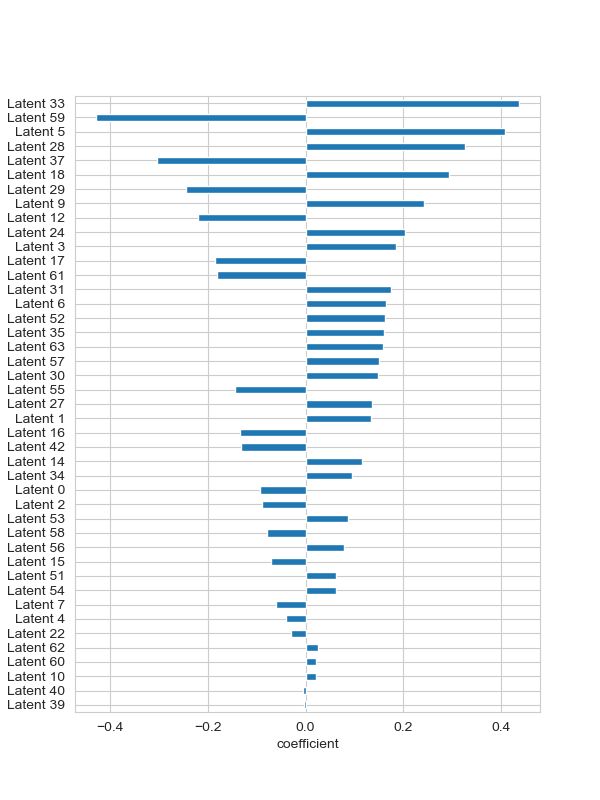 Latent 33
Latent 59
Latent 5
Latent 28
Latent 37
Latent 18
Latent 29
Latent 9
Latent 12
Latent 24
Latent 3
Latent 17
Latent 61
Latent 31
Latent 6
Latent 52
Latent 35
Latent 63
Latent 57
Latent 30
Latent 55
Latent 27
Latent 1
Latent 16
Latent 42
Latent 14
Latent 34
Latent 0
Latent 2
Latent 53
Latent 58
Latent 56
Latent 15
Latent 51
Latent 54
Latent 7
Latent 4
Latent 22
Latent 62
Latent 60
Latent 10
Latent 40
Latent 39
−0.4 −0.2 0.0 0.2 0.4
coefficient